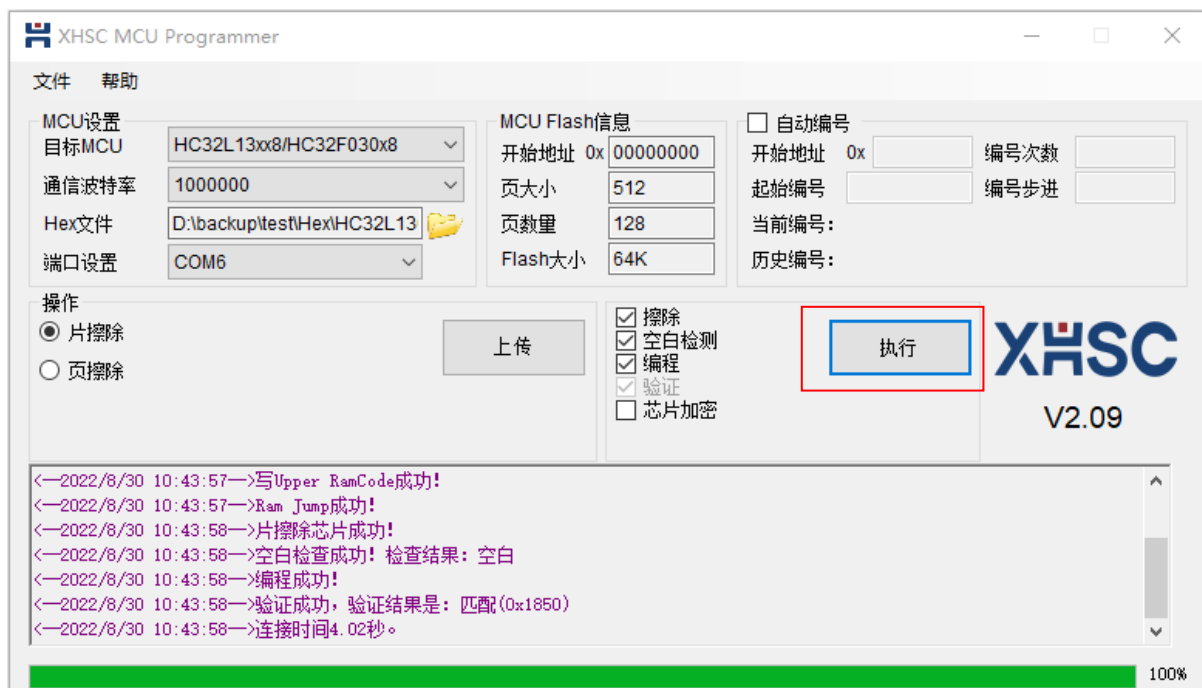 XHSC MCU Programmer
文件 帮助
MCU设置
目标MCU HC32L13xx8/HC32F030x8
通信波特率 1000000
Hex文件 D:\backup\test\Hex\HC32L13
端口设置 COM6
MCU Flash信息
开始地址 0x 00000000
页大小 512
页数量 128
Flash大小 64K
自动编号
开始地址 0x 编号次数
起始编号 编号步进
当前编号:
历史编号:
操作
片擦除
页擦除
上传
擦除
空白检测
编程
验证
芯片加密
执行
XHSC
V2.09
<—2022/8/30 10:43:57—>写Upper RamCode成功!
<—2022/8/30 10:43:57—>Ram Jump成功!
<—2022/8/30 10:43:58—>片擦除芯片成功!
<—2022/8/30 10:43:58—>空白检查成功! 检查结果: 空白
<—2022/8/30 10:43:58—>编程成功!
<—2022/8/30 10:43:58—>验证成功, 验证结果是: 匹配(0x1850)
<—2022/8/30 10:43:58—>连接时间4.02秒。
100%